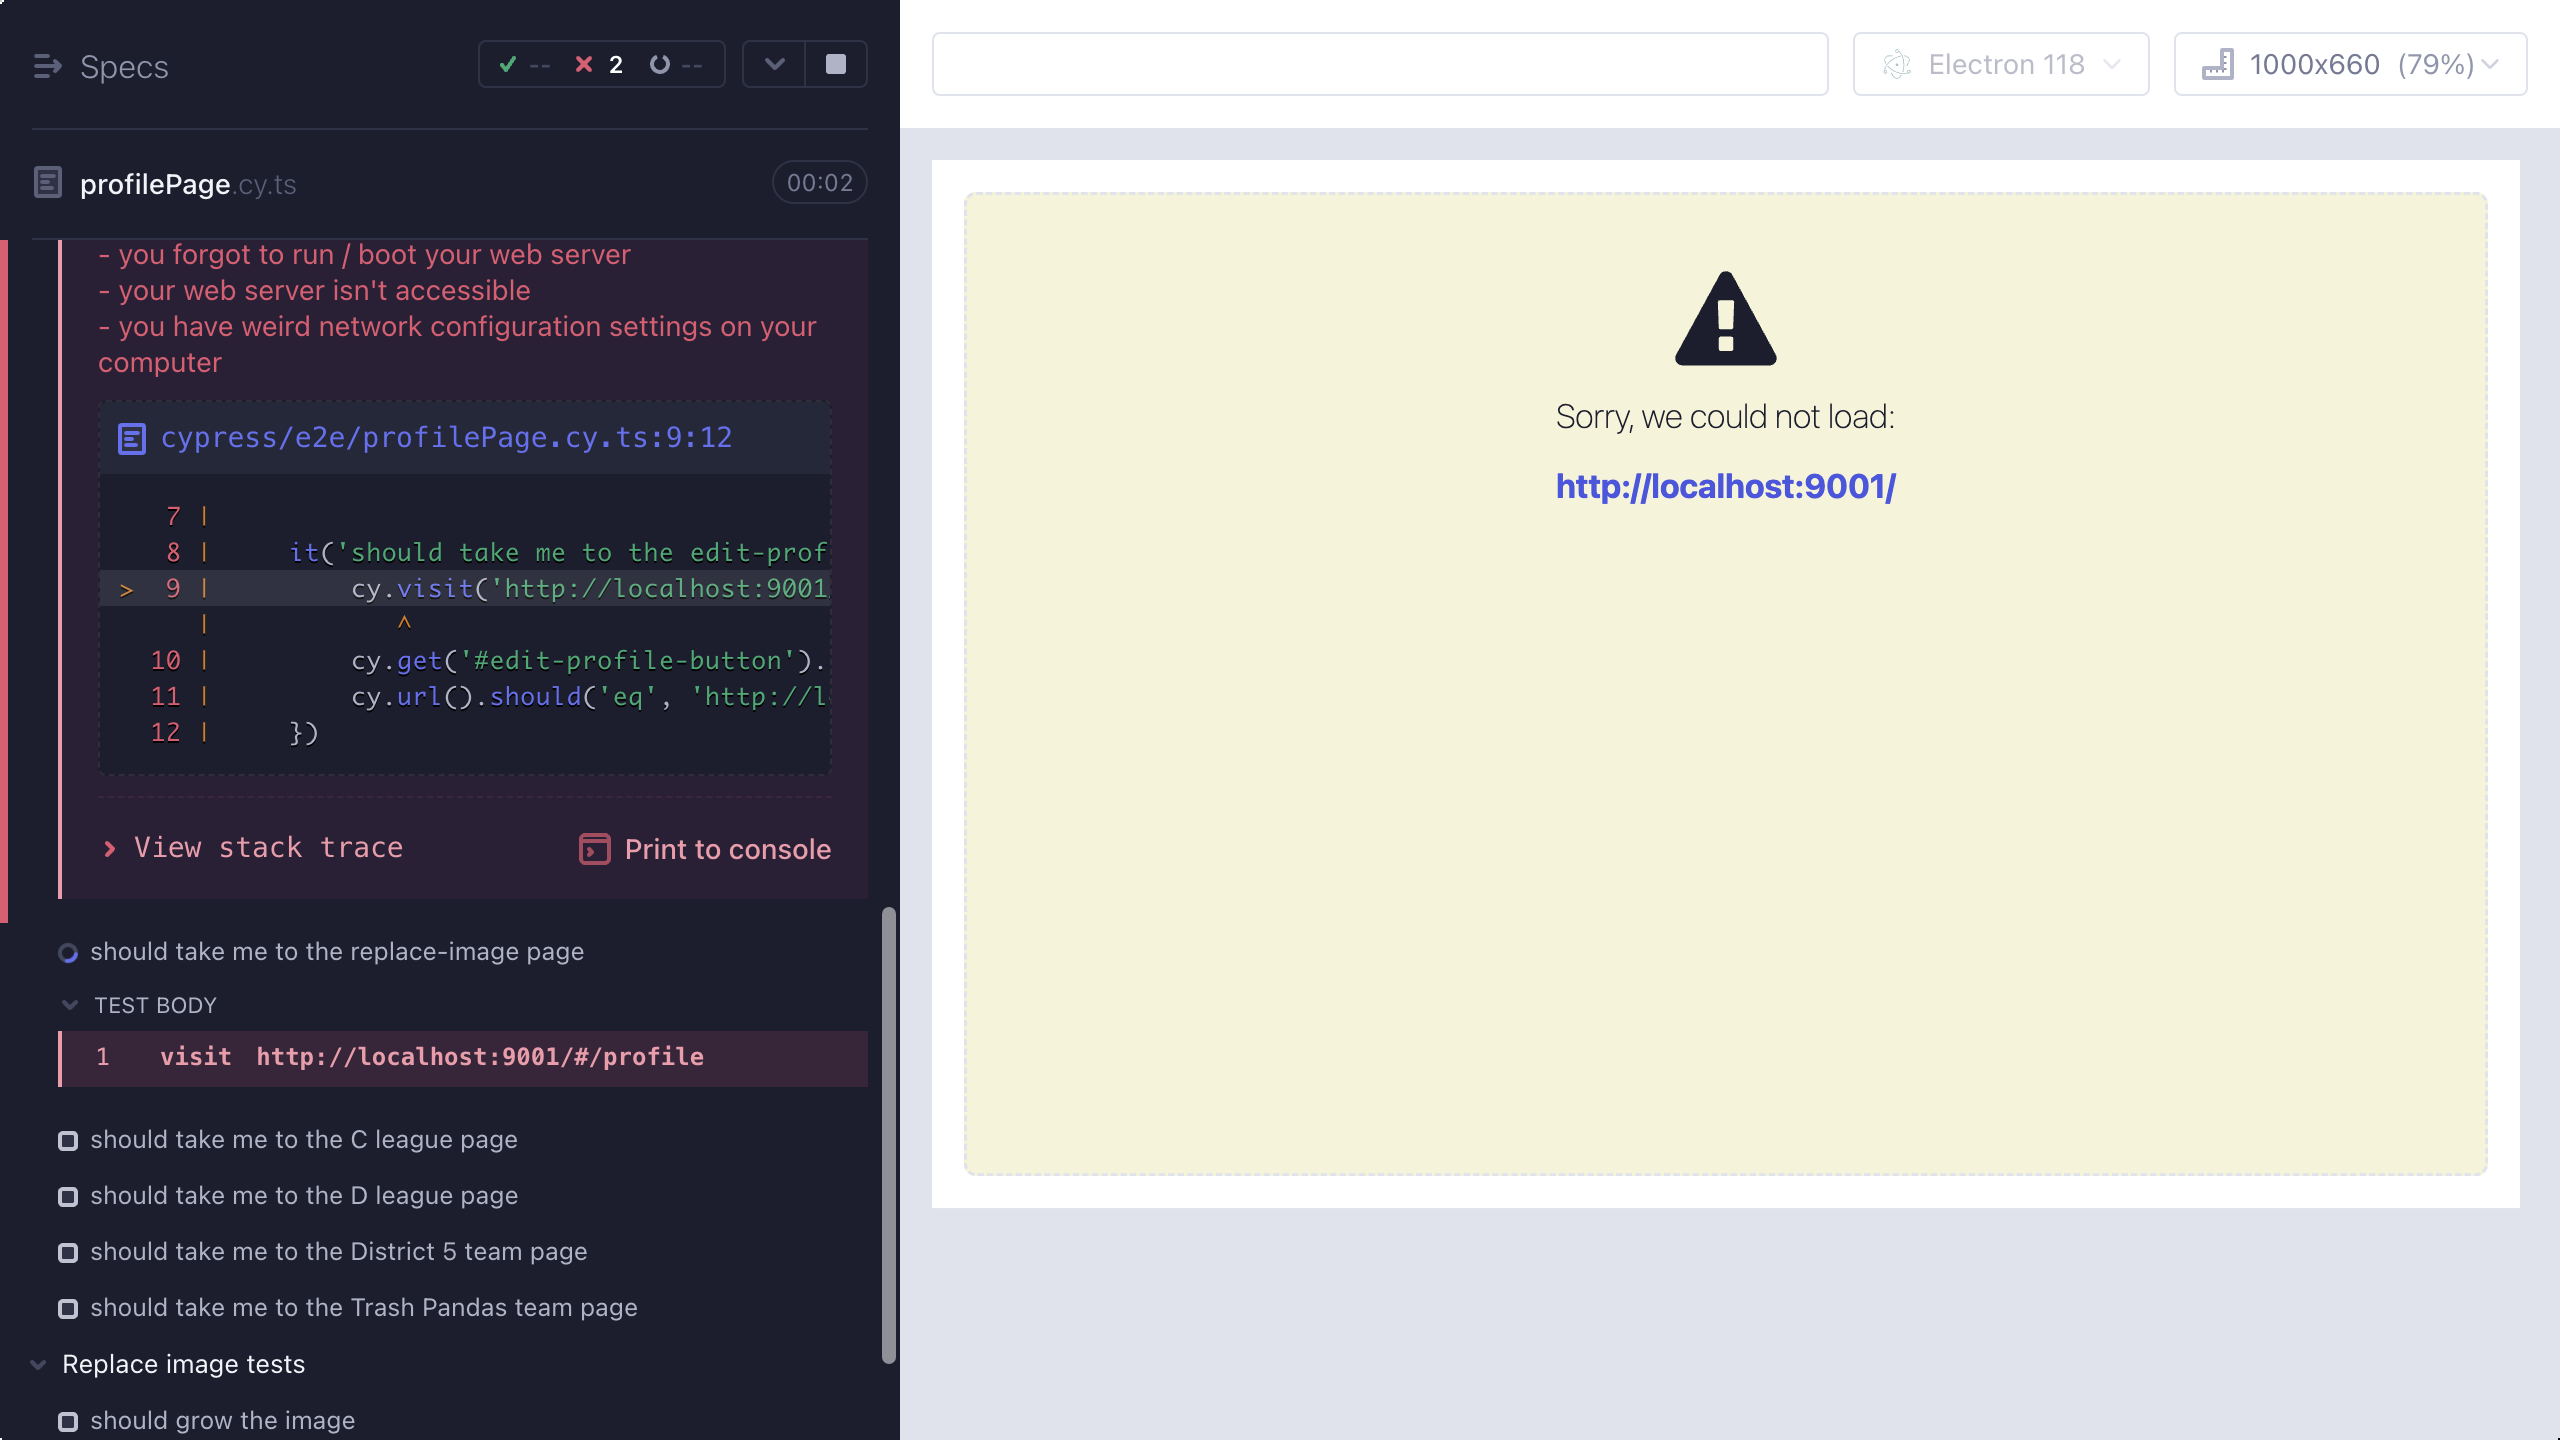 Specs
-- 2 --
profilePage.cy.ts
00:02
- you forgot to run / boot your web server
- your web server isn't accessible
- you have weird network configuration settings on your
computer
cypress/e2e/profilePage.cy.ts:9:12
7 |
8 | it('should take me to the edit-prof
> 9 | cy.visit('http://localhost:9001
| ^
10 | cy.get('#edit-profile-button').
11 | cy.url().should('eq', 'http://l
12 | })
View stack trace
Print to console
should take me to the replace-image page
TEST BODY
1 visit http://localhost:9001/#/profile
should take me to the C league page
should take me to the D league page
should take me to the District 5 team page
should take me to the Trash Pandas team page
Replace image tests
should grow the image
Electron 118
1000x660 (79%)
Sorry, we could not load:
http://localhost:9001/